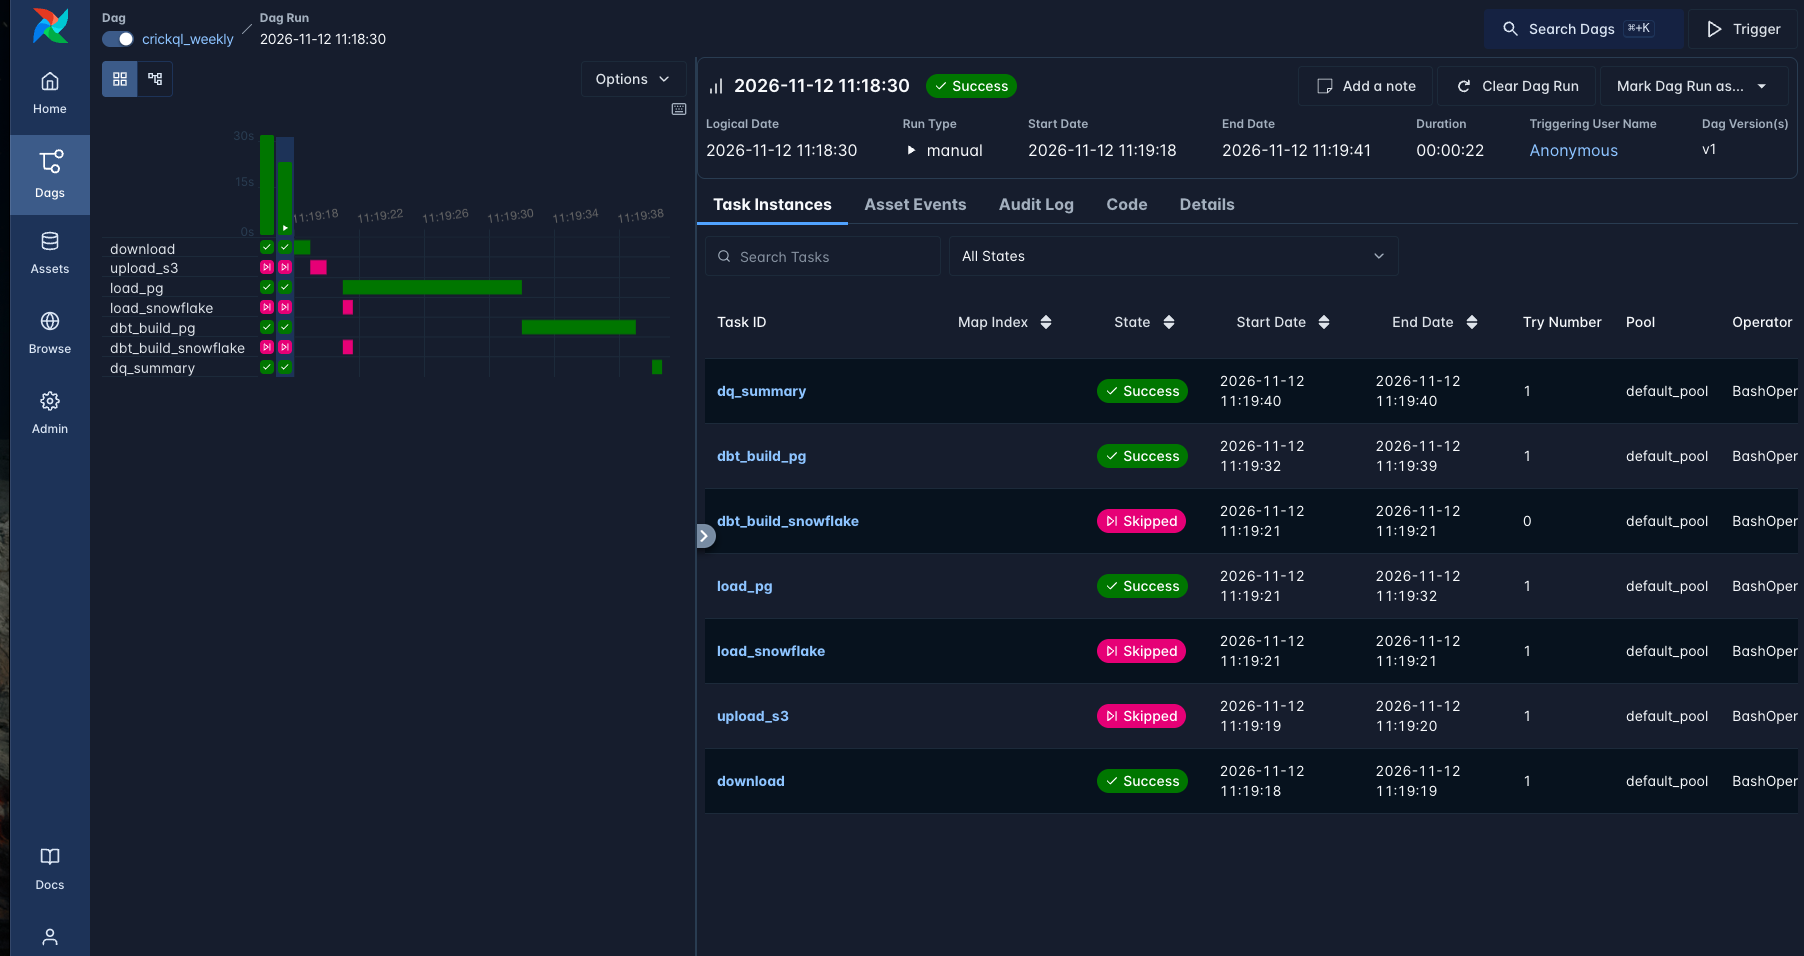 Dag
crickql_weekly
Dag Run
2026-11-12 11:18:30
Search Dags ⌘+K
Trigger
Home
Dags
Assets
Browse
Admin
Docs
Options
30s
15s
0s
11:19:18 11:19:22 11:19:26 11:19:30 11:19:34 11:19:38
download
upload_s3
load_pg
load_snowflake
dbt_build_pg
dbt_build_snowflake
dq_summary
2026-11-12 11:18:30 Success
Add a note
Clear Dag Run
Mark Dag Run as...
Logical Date Run Type Start Date End Date Duration Triggering User Name Dag Version(s)
2026-11-12 11:18:30 manual 2026-11-12 11:19:18 2026-11-12 11:19:41 00:00:22 Anonymous v1
Task Instances Asset Events Audit Log Code Details
Search Tasks
All States
Task ID Map Index State Start Date End Date Try Number Pool Operator
dq_summary Success 2026-11-12 11:19:40 2026-11-12 11:19:40 1 default_pool BashOper
dbt_build_pg Success 2026-11-12 11:19:32 2026-11-12 11:19:39 1 default_pool BashOper
dbt_build_snowflake Skipped 2026-11-12 11:19:21 2026-11-12 11:19:21 0 default_pool BashOper
load_pg Success 2026-11-12 11:19:21 2026-11-12 11:19:32 1 default_pool BashOper
load_snowflake Skipped 2026-11-12 11:19:21 2026-11-12 11:19:21 1 default_pool BashOper
upload_s3 Skipped 2026-11-12 11:19:19 2026-11-12 11:19:20 1 default_pool BashOper
download Success 2026-11-12 11:19:18 2026-11-12 11:19:19 1 default_pool BashOper